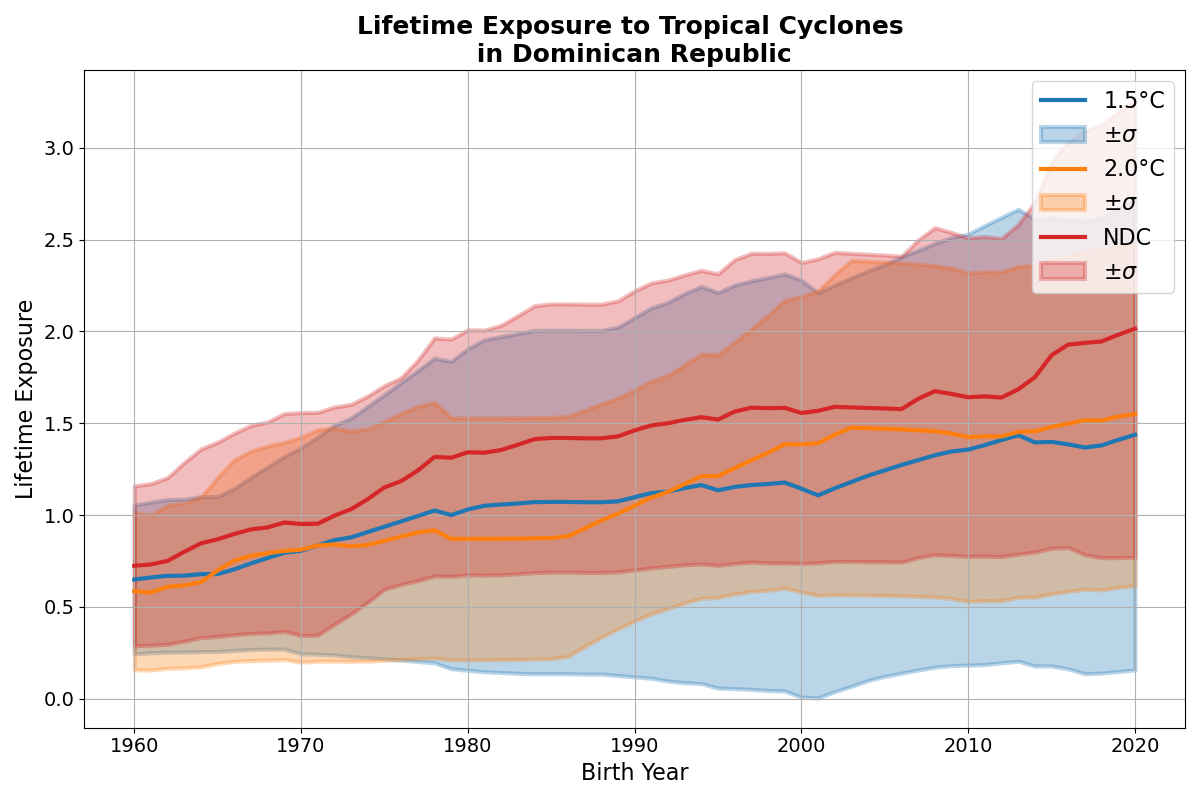 Lifetime Exposure to Tropical Cyclones
in Dominican Republic
Lifetime Exposure
3.0
2.5
2.0
1.5
1.0
0.5
0.0
1960
1970
1980
1990
2000
2010
2020
Birth Year
1.5°C
±σ
2.0°C
±σ
NDC
±σ